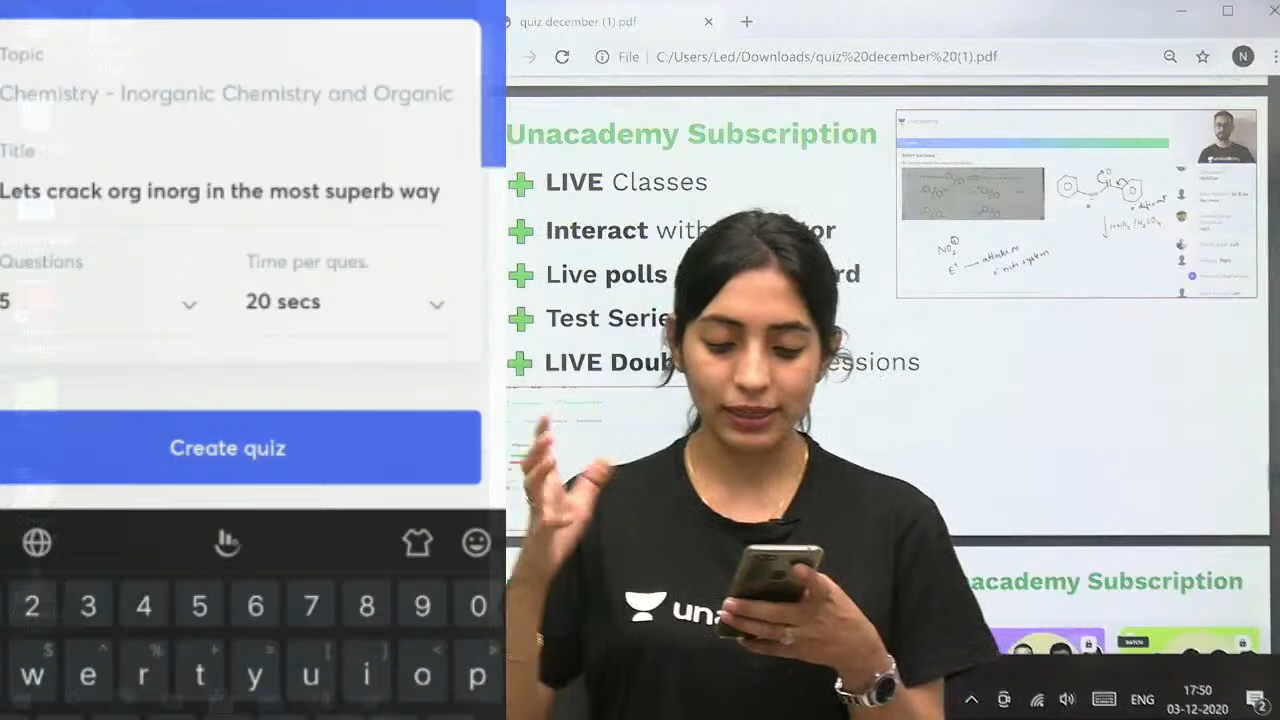 Topic
Chemistry - Inorganic Chemistry and Organic
Title
Lets crack org inorg in the most superb way
Questions
Time per ques.
5
20 secs
Create quiz
2 3 4 5 6 7 8 9 0
w e r t y u i o p
quiz december (1).pdf
File
C:/Users/Led/Downloads/quiz%20december%20(1).pdf
N
Unacademy Subscription
LIVE Classes
Interact with
Live polls
Test Serie
LIVE Doub
essions
una
nacademy Subscription
BATCH
ENG
17:50
03-12-2020
2